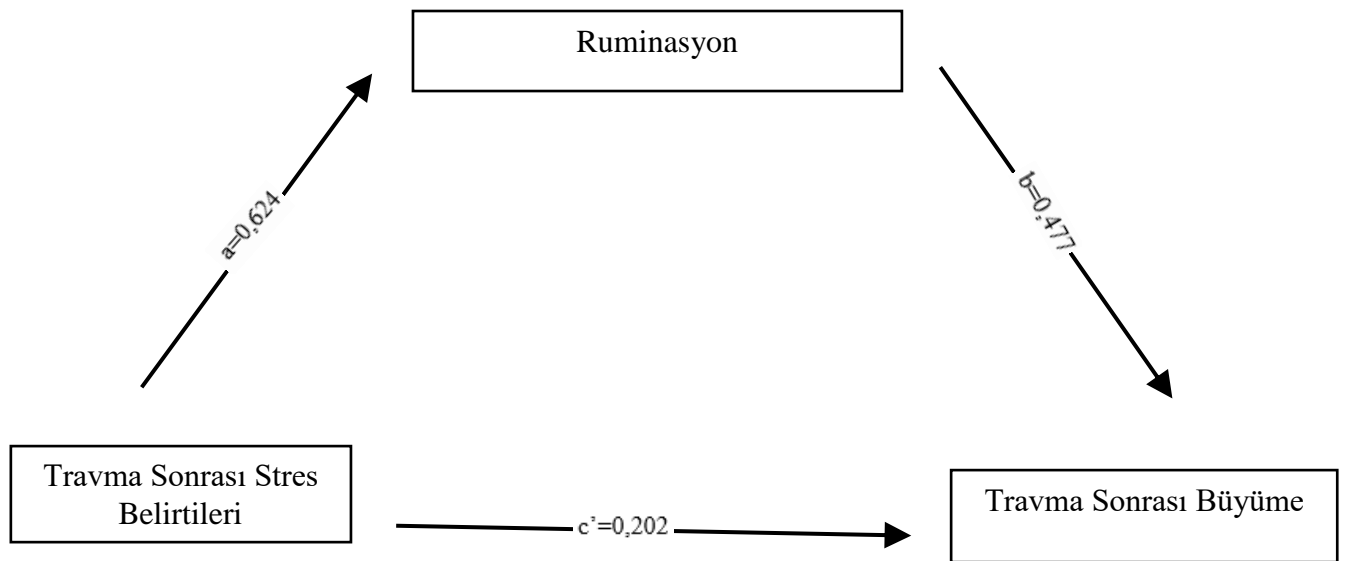 Ruminasyon
a=0,624
b=0,477
Travma Sonrası Stres
Belirtileri
c'=0,202
Travma Sonrası Büyüme